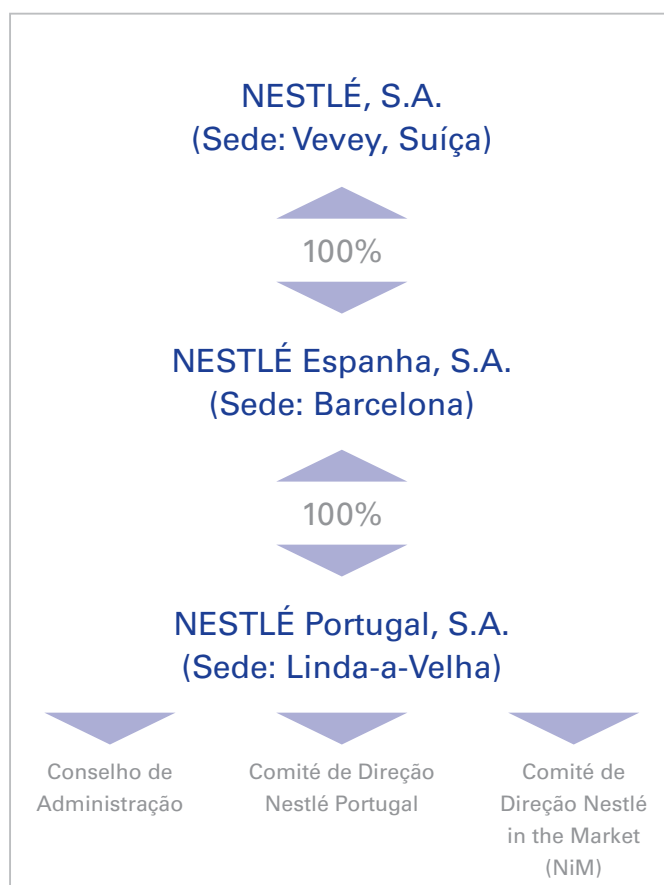 NESTLÉ, S.A.
(Sede: Vevey, Suíça)
100%
NESTLÉ Espanha, S.A.
(Sede: Barcelona)
100%
NESTLÉ Portugal, S.A.
(Sede: Linda-a-Velha)
Conselho de
Administração
Comité de Direção
Nestlé Portugal
Comité de
Direção Nestlé
in the Market
(NiM)